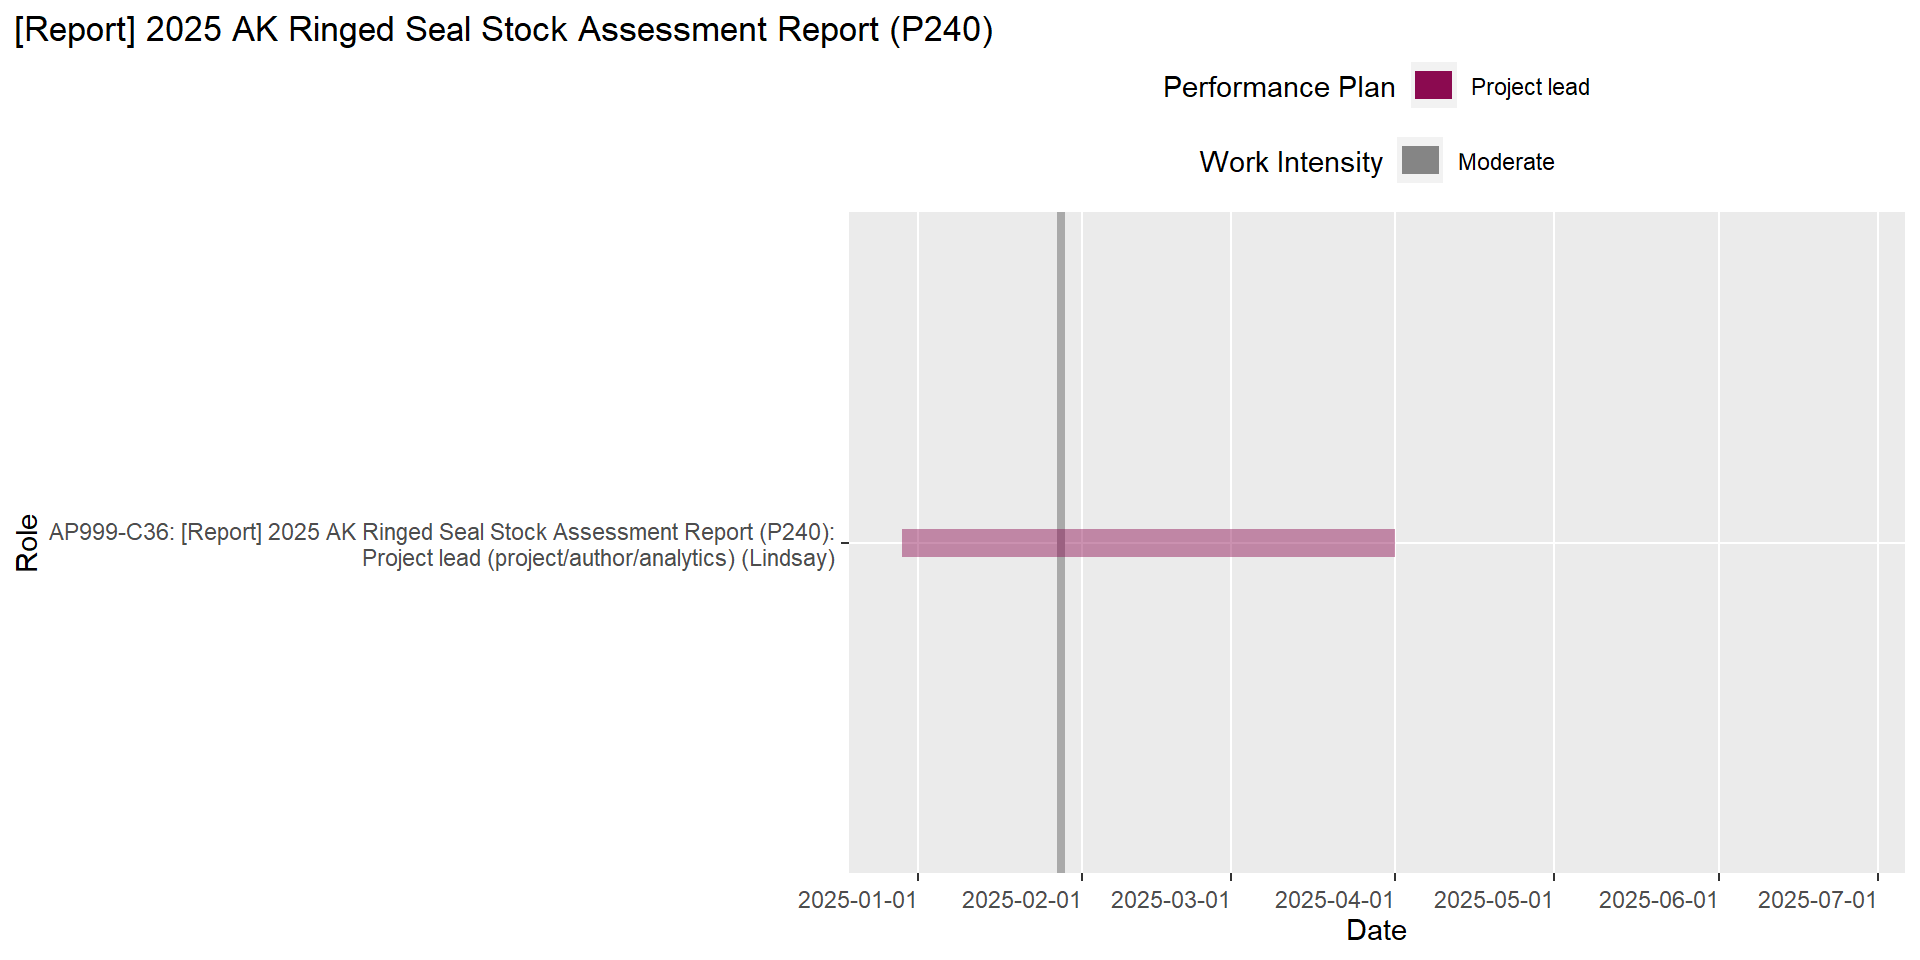 [Report] 2025 AK Ringed Seal Stock Assessment Report (P240)
Performance Plan
Project lead
Work Intensity
Moderate
Role
AP999-C36: [Report] 2025 AK Ringed Seal Stock Assessment Report (P240):
Project lead (project/author/analytics) (Lindsay)
2025-01-01
2025-02-01
2025-03-01
2025-04-01
2025-05-01
2025-06-01
2025-07-01
Date